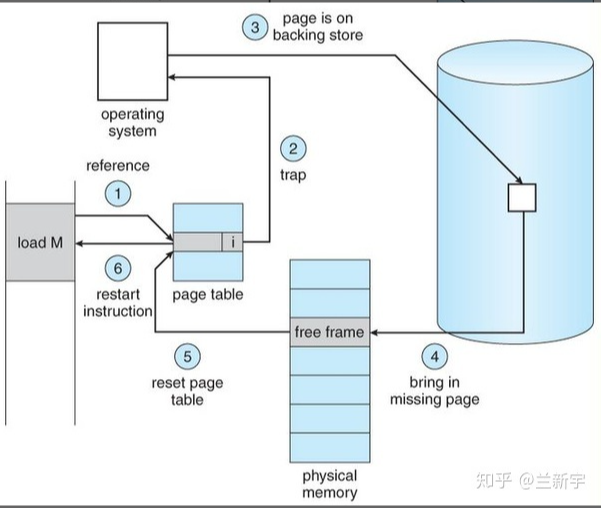 3
page is on
backing store
operating
system
2
trap
reference
1
load M
i
6
restart
instruction
page table
free frame
5
reset page
table
4
bring in
missing page
physical
memory
知乎 @兰新宇